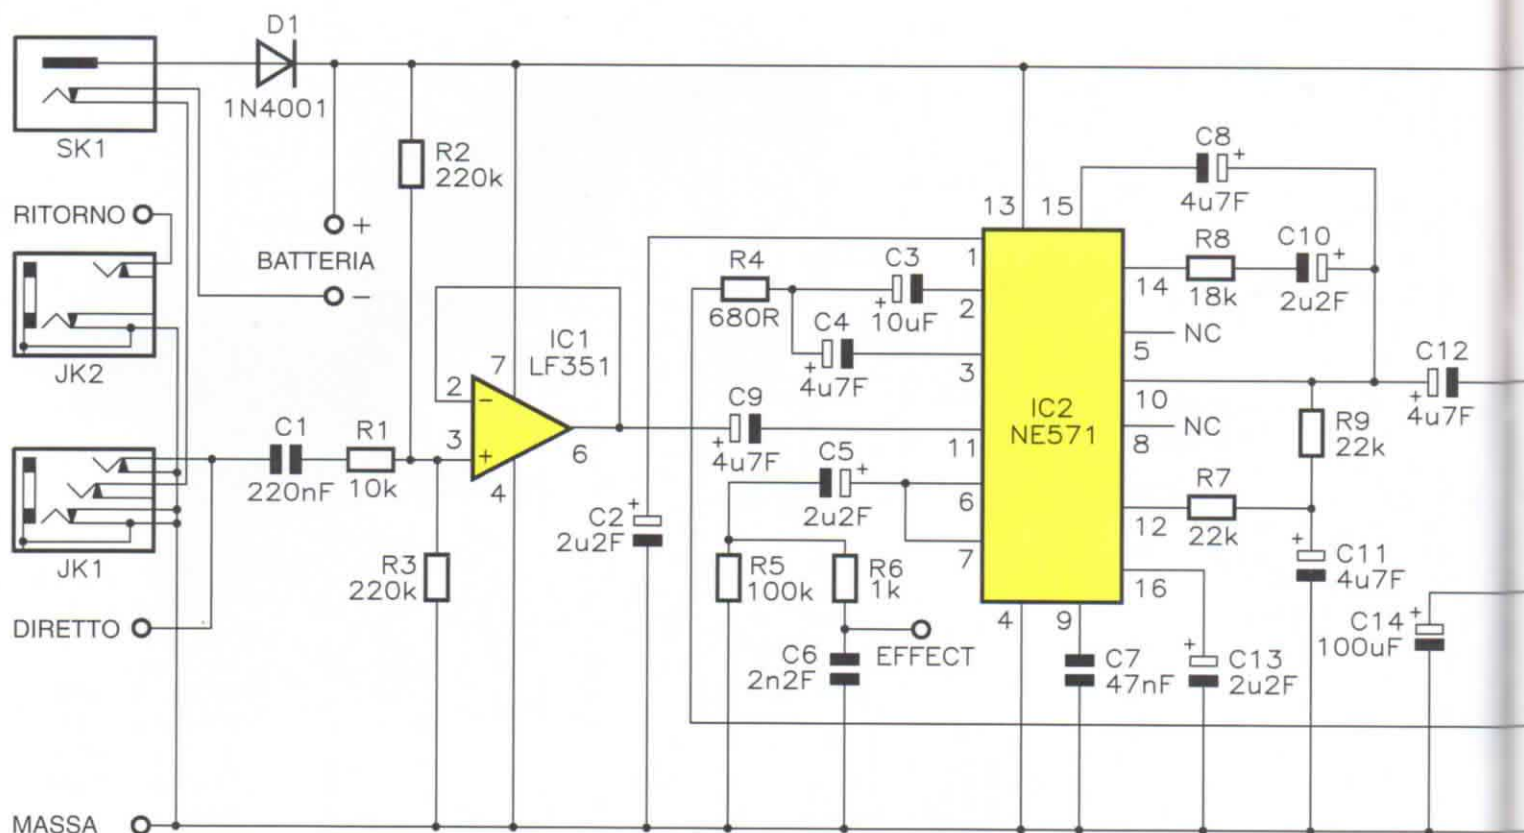 D1
1N4001
SK1
R2
220k
RITORNO
+
BATTERIA
−
JK2
IC1
LF351
7
2
−
3
+
6
4
C1
220nF
R1
10k
JK1
R3
220k
DIRETTO
MASSA
C2
2u2F
+
R4
680R
C3
+
10uF
C4
+
4u7F
C9
+
4u7F
C5
+
2u2F
R5
100k
R6
1k
EFFECT
C6
2n2F
13
15
1
2
3
11
6
7
4
9
IC2
NE571
14
5
NC
10
8
NC
12
16
C8
+
4u7F
R8
18k
C10
+
2u2F
C12
+
4u7F
R9
22k
R7
22k
+
C11
4u7F
C7
47nF
+
C13
2u2F
C14
+
100uF